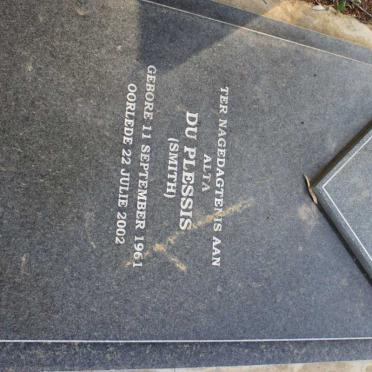 TER NAGEDAGTENIS AAN
ALTA
DU PLESSIS
(SMITH)
GEBORE 11 SEPTEMBER 1961
OORLEDE 22 JULIE 2002